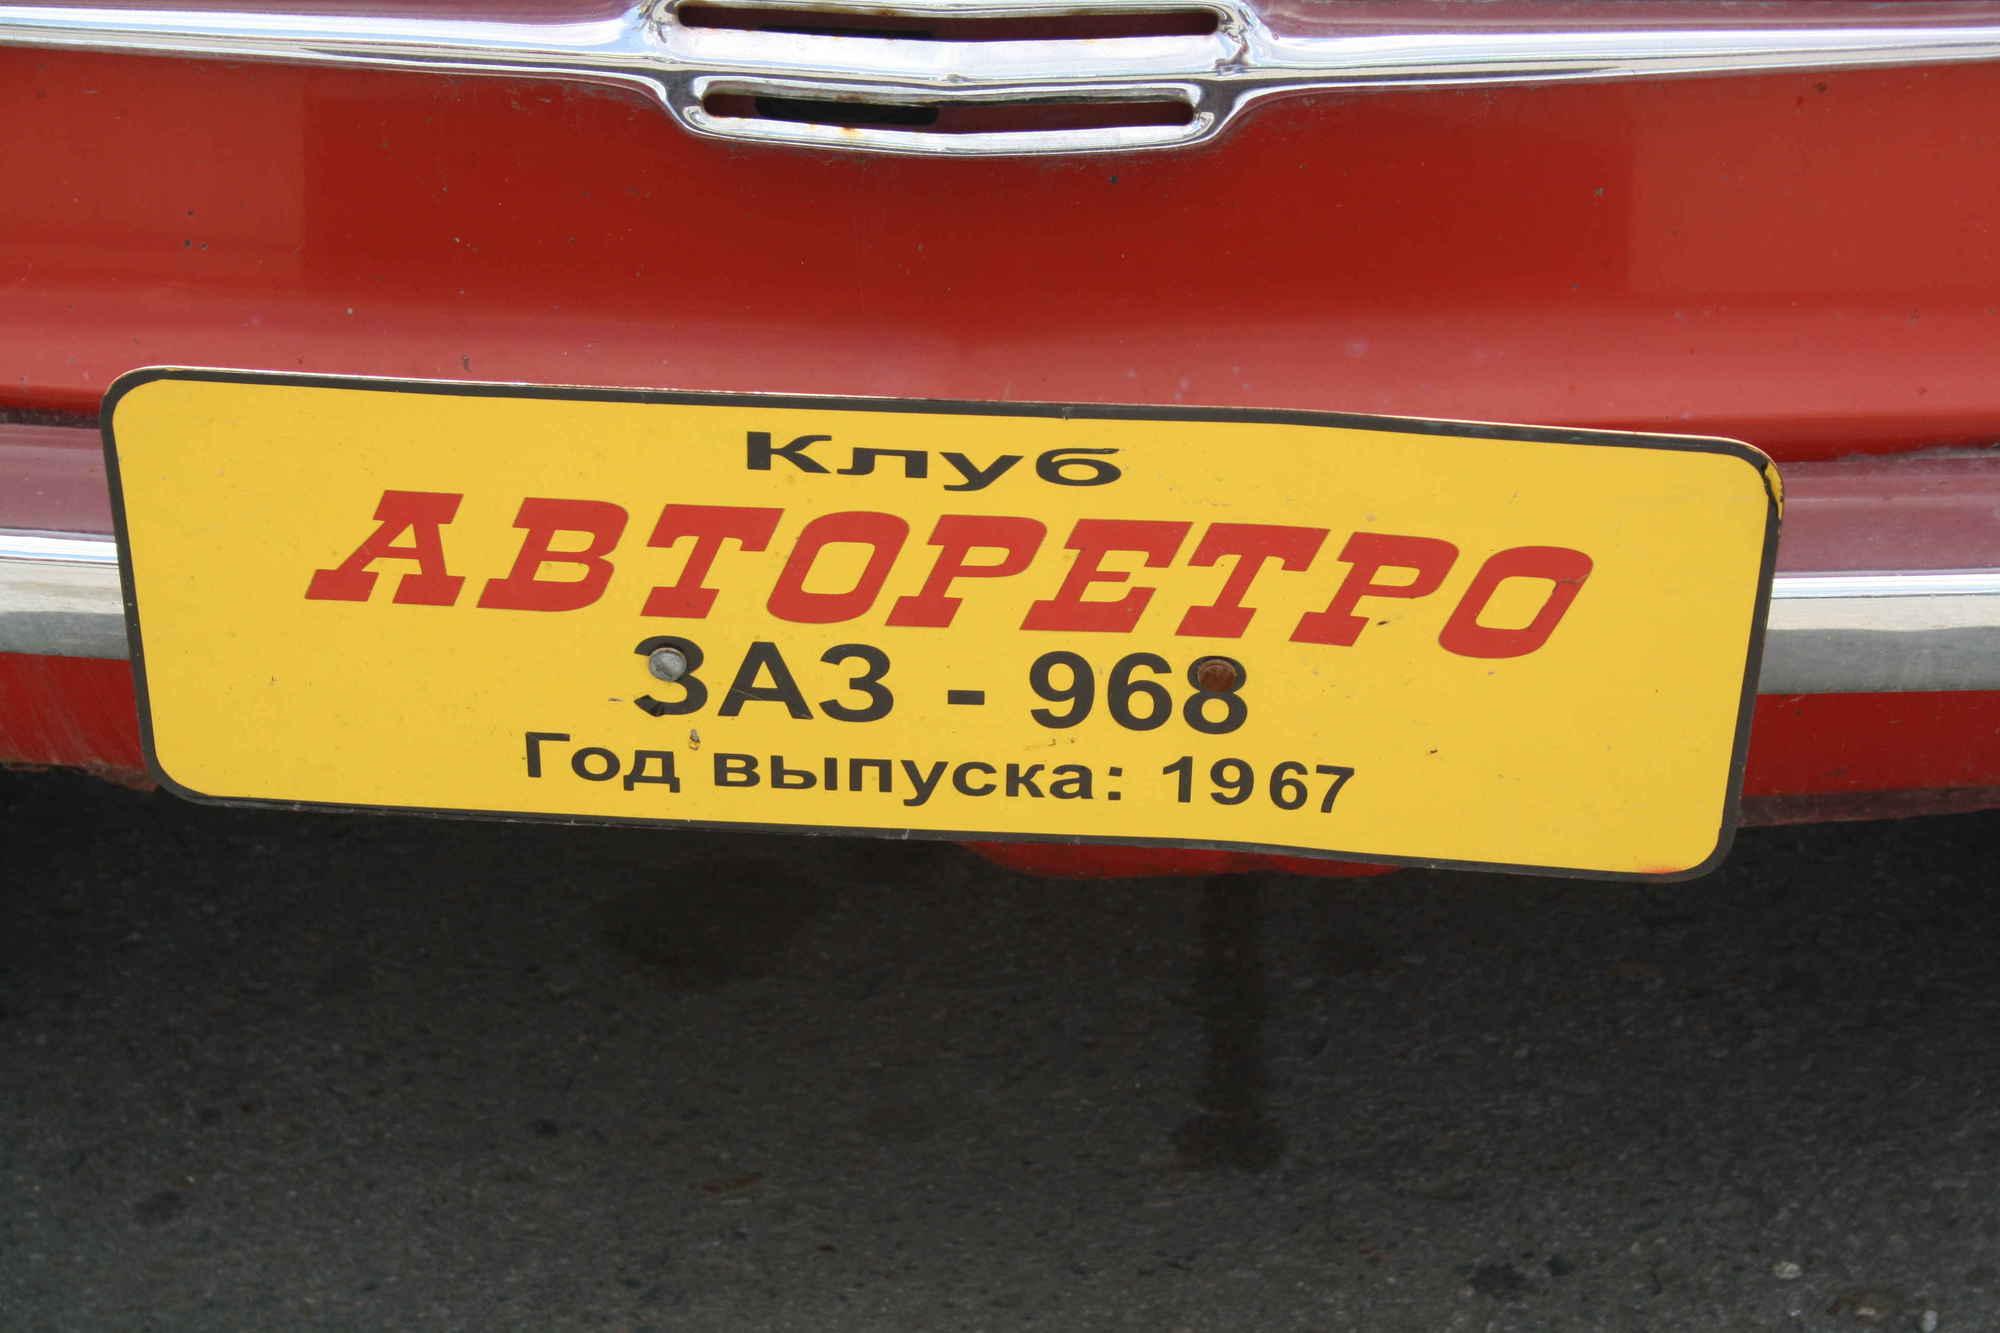 Клуб
АВТОРЕТРО
ЗАЗ - 968
Год выпуска: 1967